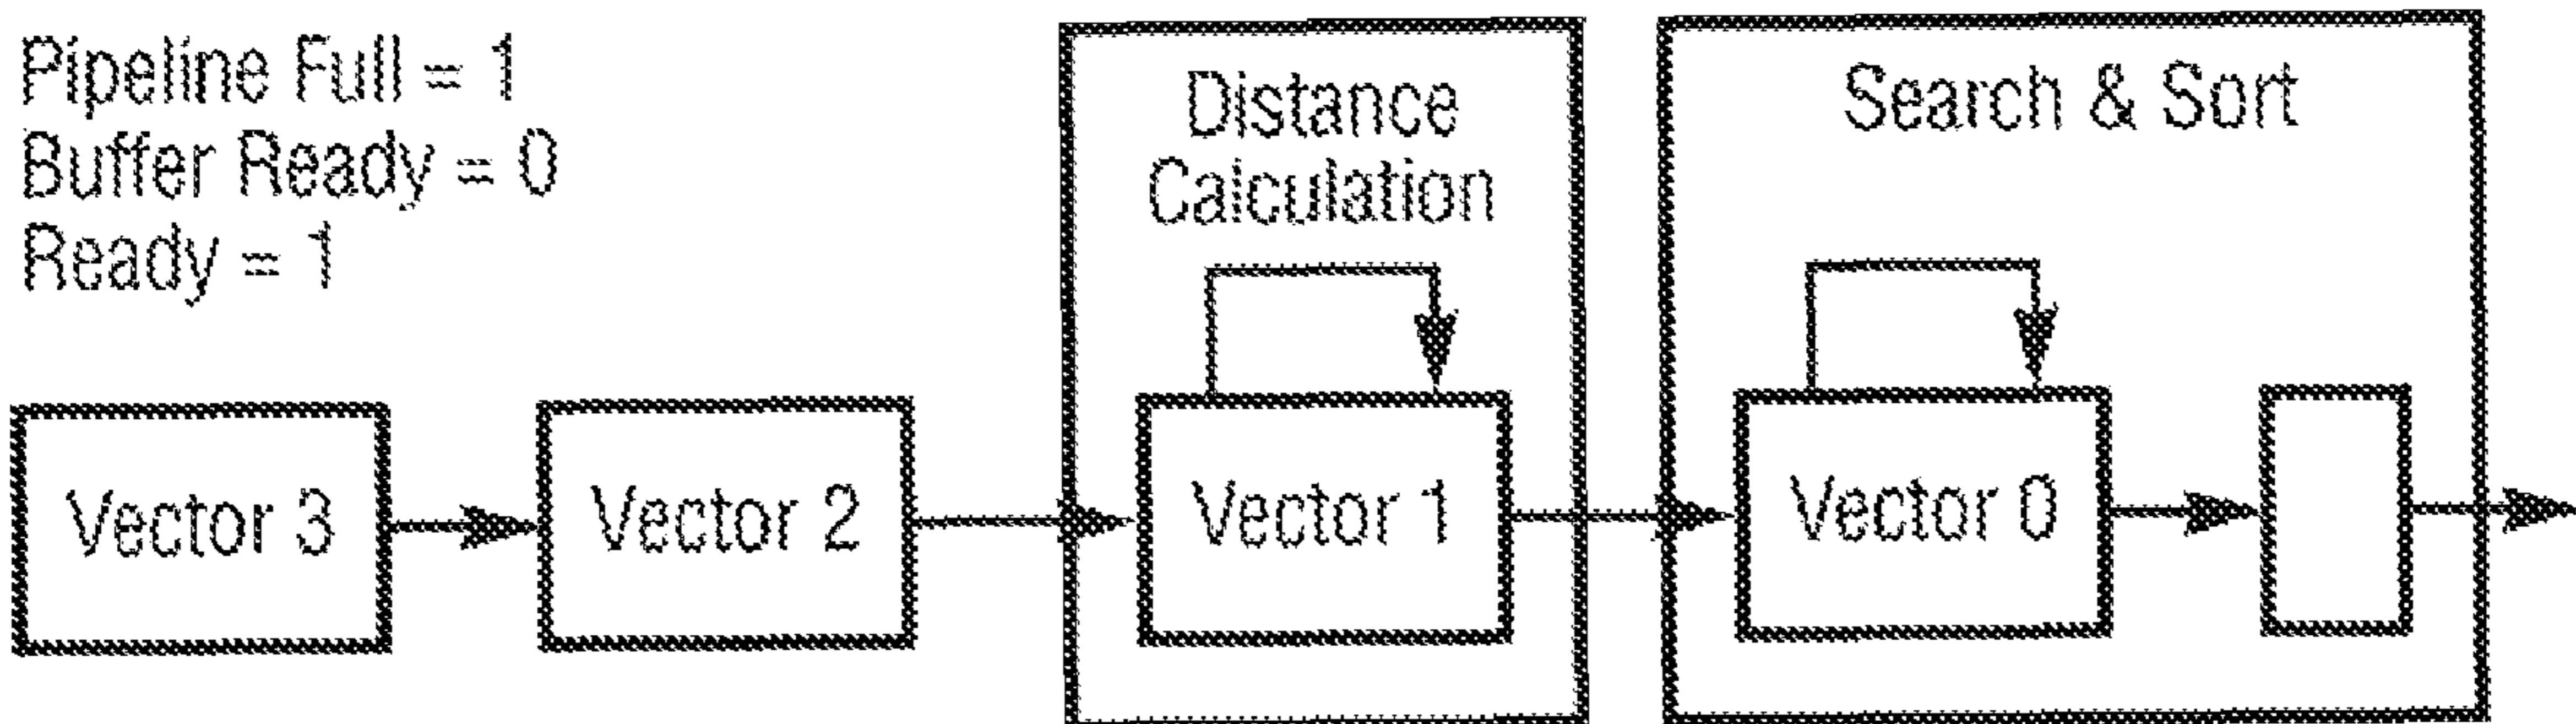 Pipeline Full = 1
Buffer Ready = 0
Ready = 1
Distance
Calculation
Search & Sort
Vector 3
Vector 2
Vector 1
Vector 0